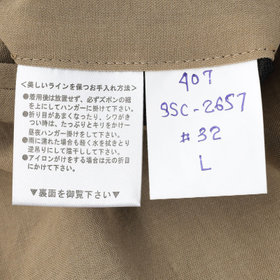 <美しいラインを保つお手入れ方法>
●着用後は放置せず、必ずズボンの裾
を上にしてハンガーに掛けて下さい。
●折り目があまくなったり、シワがき
つい時は、たっぷりとキリをかけ一
昼夜ハンガー掛けをして下さい。
●雨に濡れた場合も軽く水を拭きとり
逆吊りにして陰干しして下さい。
●アイロンがけをする場合は元の折目
に掛けて下さい。
▼裏面を御覧下さい▼
407
9SC-2657
#32
L